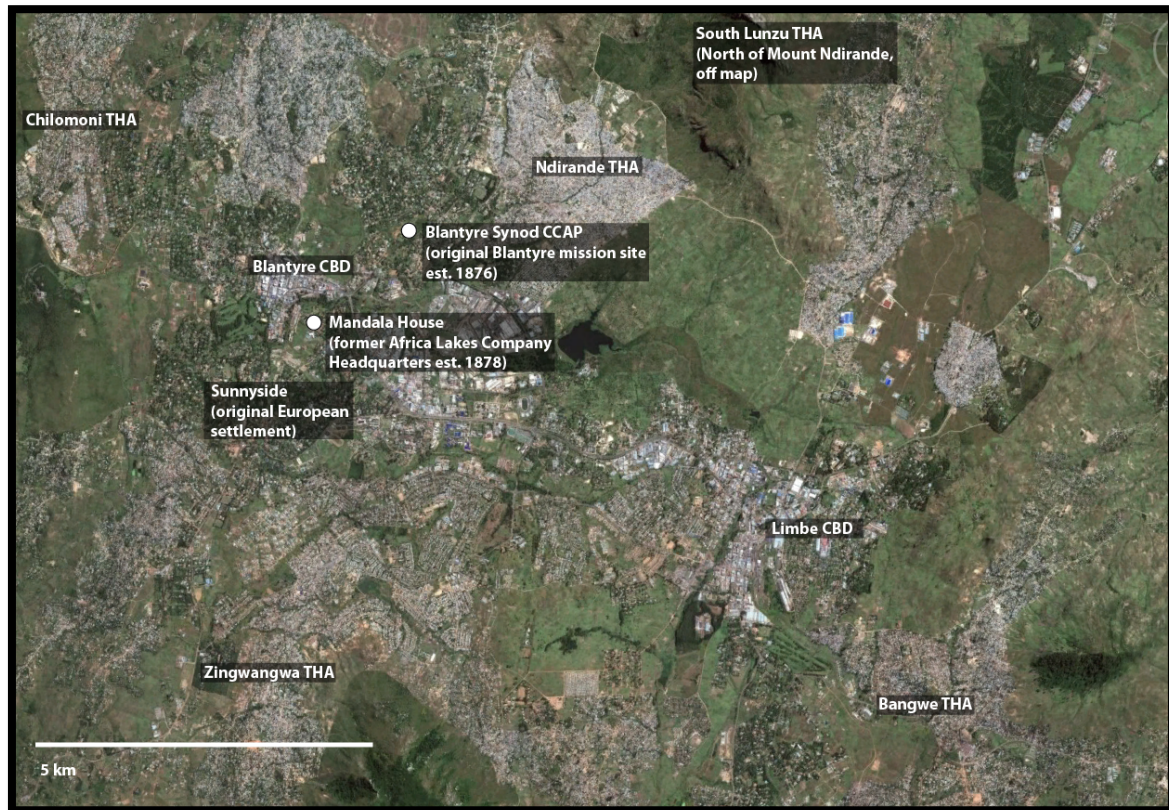 South Lunzu THA
(North of Mount Ndirande,
off map)
Chilomoni THA
Ndirande THA
Blantyre Synod CCAP
(original Blantyre mission site
est. 1876)
Blantyre CBD
Mandala House
(former Africa Lakes Company
Headquarters est. 1878)
Sunnyside
(original European
settlement)
Limbe CBD
Zingwangwa THA
Bangwe THA
5 km